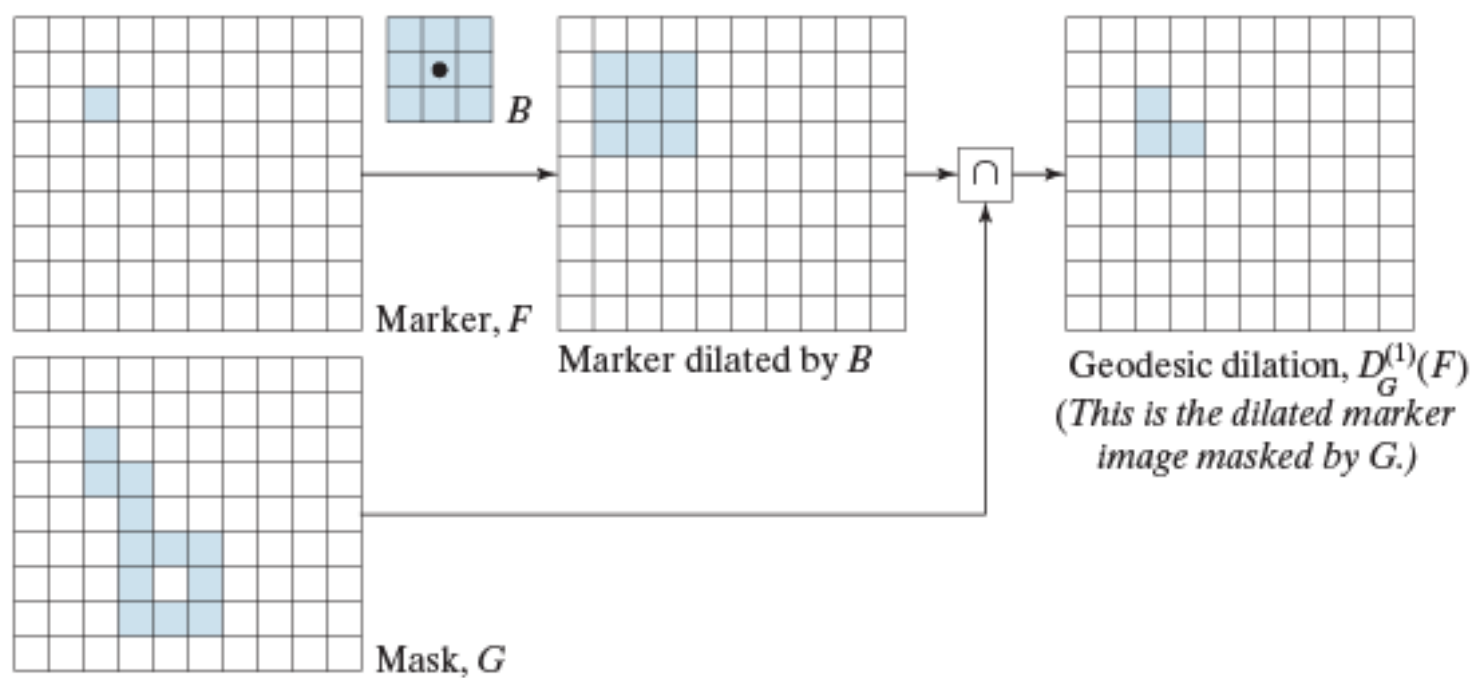 B
∩
Marker, F
Marker dilated by B
Geodesic dilation, D_G^(1)(F)
(This is the dilated marker
image masked by G.)
Mask, G